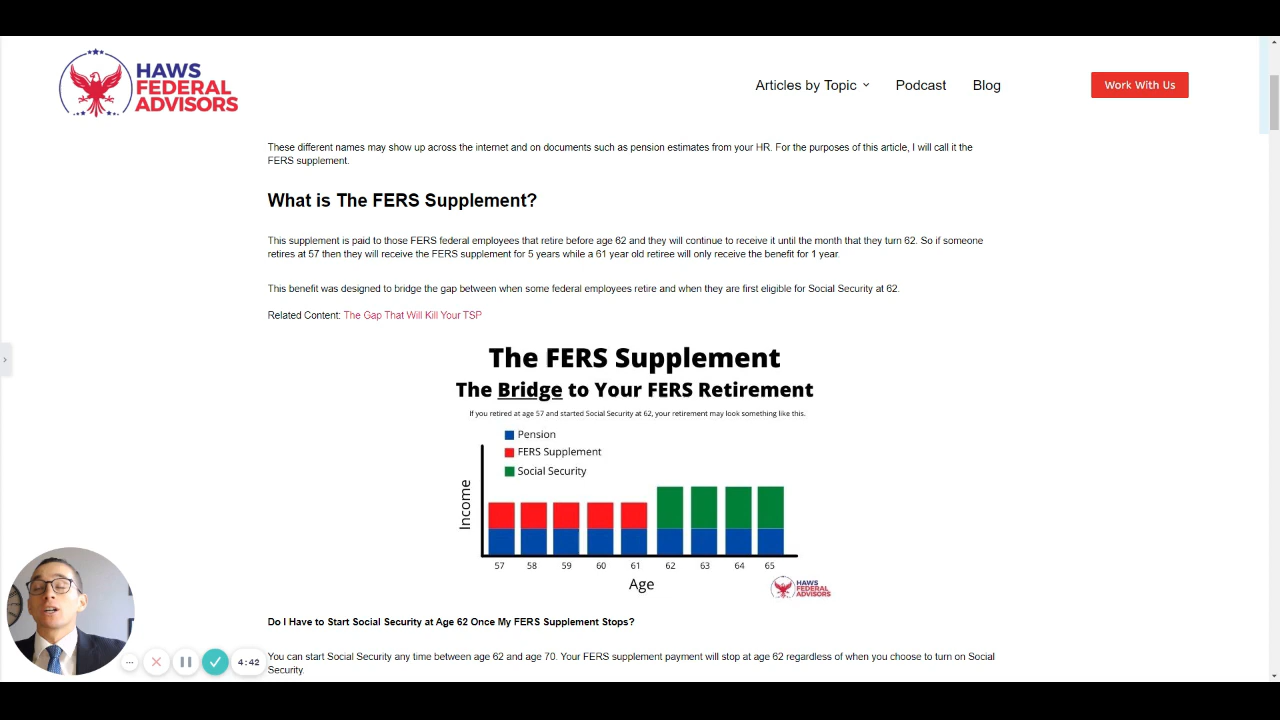 HAWS
FEDERAL
ADVISORS
Articles by Topic
Podcast
Blog
Work With Us
These different names may show up across the internet and on documents such as pension estimates from your HR. For the purposes of this article, I will call it the
FERS supplement.
What is The FERS Supplement?
This supplement is paid to those FERS federal employees that retire before age 62 and they will continue to receive it until the month that they turn 62. So if someone
retires at 57 then they will receive the FERS supplement for 5 years while a 61 year old retiree will only receive the benefit for 1 year.
This benefit was designed to bridge the gap between when some federal employees retire and when they are first eligible for Social Security at 62.
Related Content: The Gap That Will Kill Your TSP
The FERS Supplement
The Bridge to Your FERS Retirement
If you retired at age 57 and started Social Security at 62, your retirement may look something like this.
Pension
FERS Supplement
Social Security
Income
57 58 59 60 61 62 63 64 65
Age
HAWS
FEDERAL
ADVISORS
Do I Have to Start Social Security at Age 62 Once My FERS Supplement Stops?
You can start Social Security any time between age 62 and age 70. Your FERS supplement payment will stop at age 62 regardless of when you choose to turn on Social
Security.
4:42